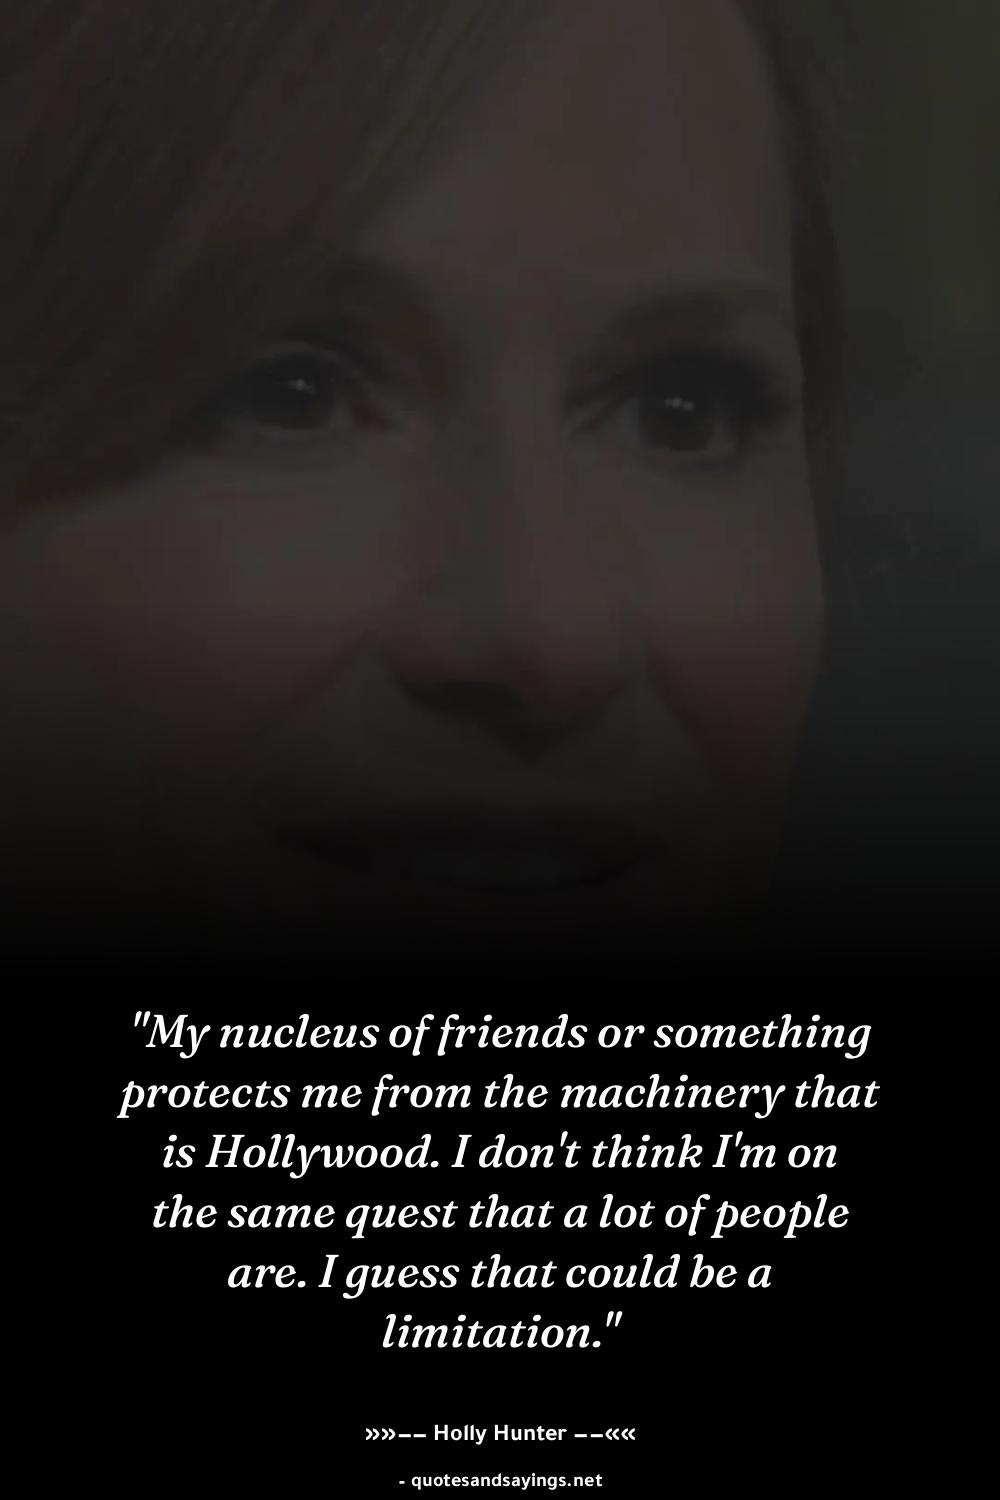 "My nucleus of friends or something
protects me from the machinery that
is Hollywood. I don't think I'm on
the same quest that a lot of people
are. I guess that could be a
limitation."
»»–– Holly Hunter ––««
- quotesandsayings.net